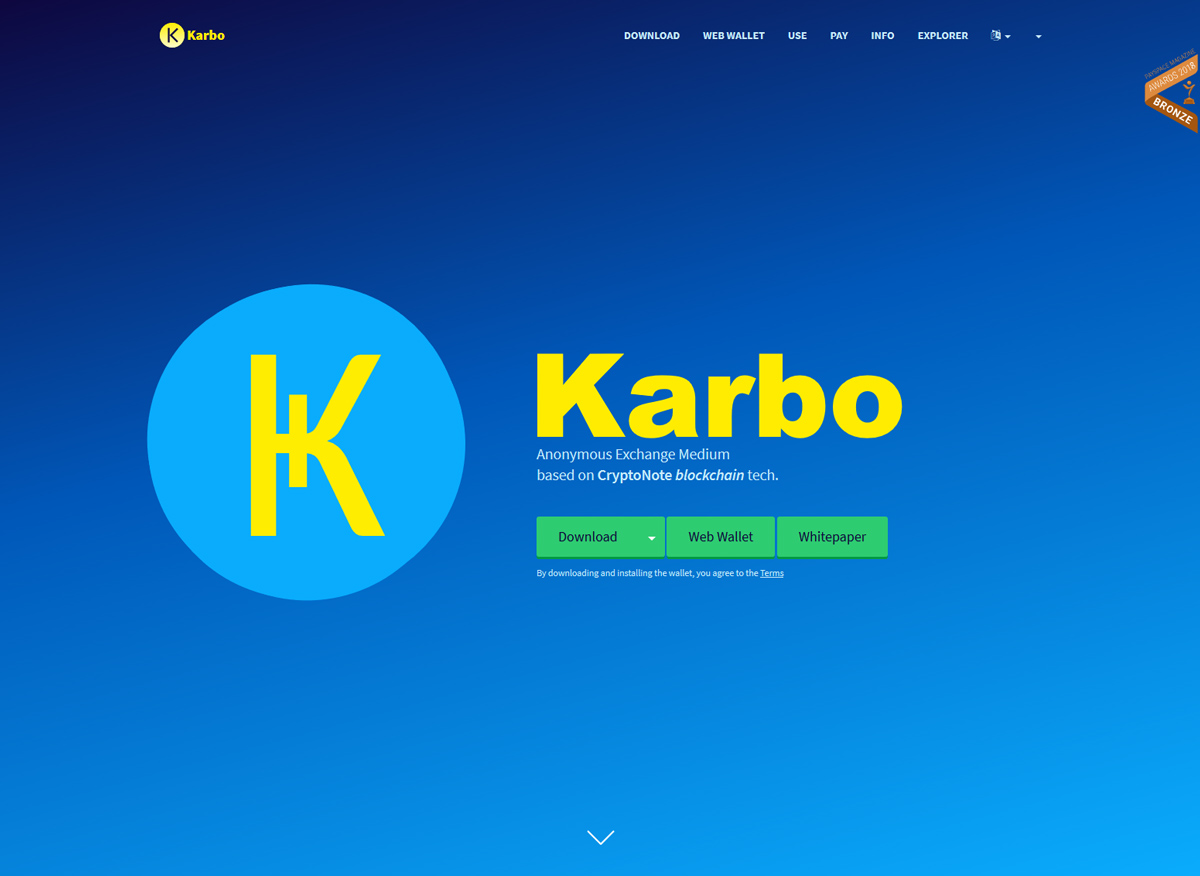 Karbo
DOWNLOAD
WEB WALLET
USE
PAY
INFO
EXPLORER
PAYSPACE MAGAZINE
AWARDS 2018
BRONZE
Karbo
Anonymous Exchange Medium
based on CryptoNote blockchain tech.
Download
Web Wallet
Whitepaper
By downloading and installing the wallet, you agree to the Terms